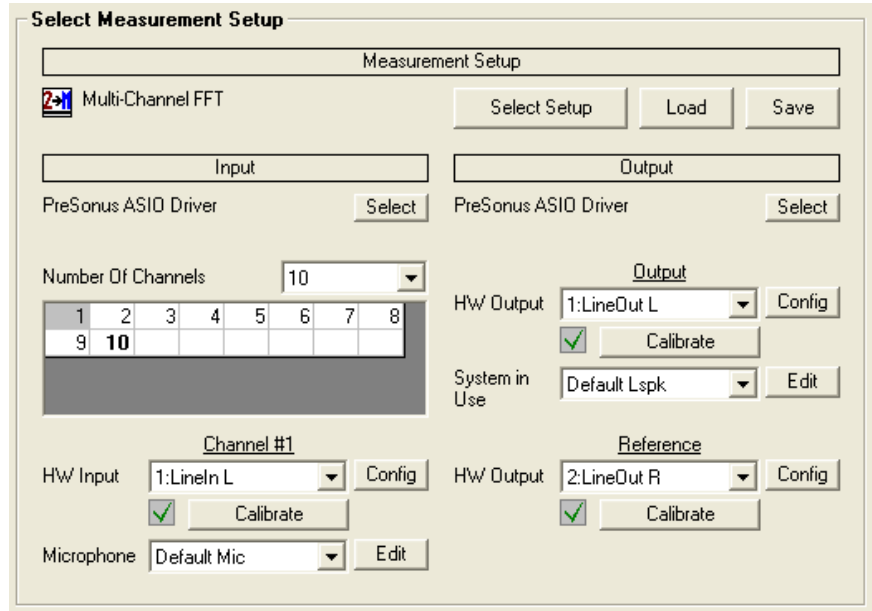 Select Measurement Setup
Measurement Setup
2→M Multi-Channel FFT
Select Setup Load Save
Input
PreSonus ASIO Driver Select
Number Of Channels 10
1 2 3 4 5 6 7 8
9 10
Channel #1
HW Input 1:LineIn L Config
Calibrate
Microphone Default Mic Edit
Output
PreSonus ASIO Driver Select
Output
HW Output 1:LineOut L Config
Calibrate
System in
Use
Default Lspk Edit
Reference
HW Output 2:LineOut R Config
Calibrate